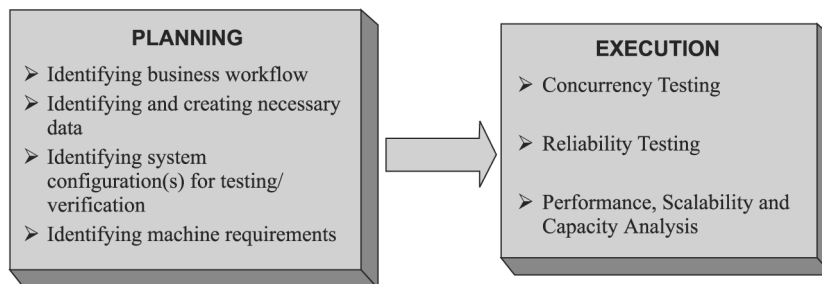 PLANNING
➢ Identifying business workflow
➢ Identifying and creating necessary
data
➢ Identifying system
configuration(s) for testing/
verification
➢ Identifying machine requirements
EXECUTION
➢ Concurrency Testing
➢ Reliability Testing
➢ Performance, Scalability and
Capacity Analysis